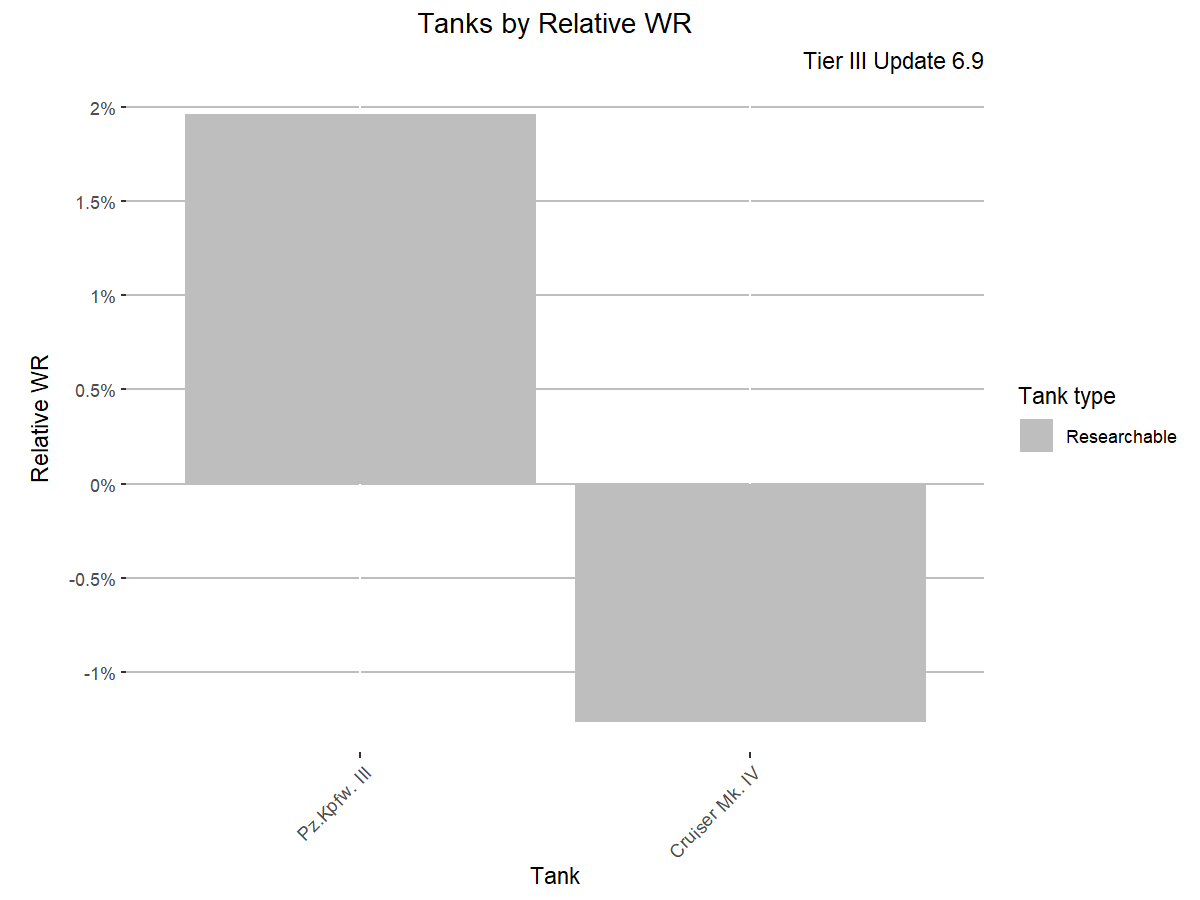 Tanks by Relative WR
Tier III Update 6.9
2%
1.5%
1%
0.5%
0%
-0.5%
-1%
Relative WR
Pz.Kpfw. III
Cruiser Mk. IV
Tank
Tank type
Researchable